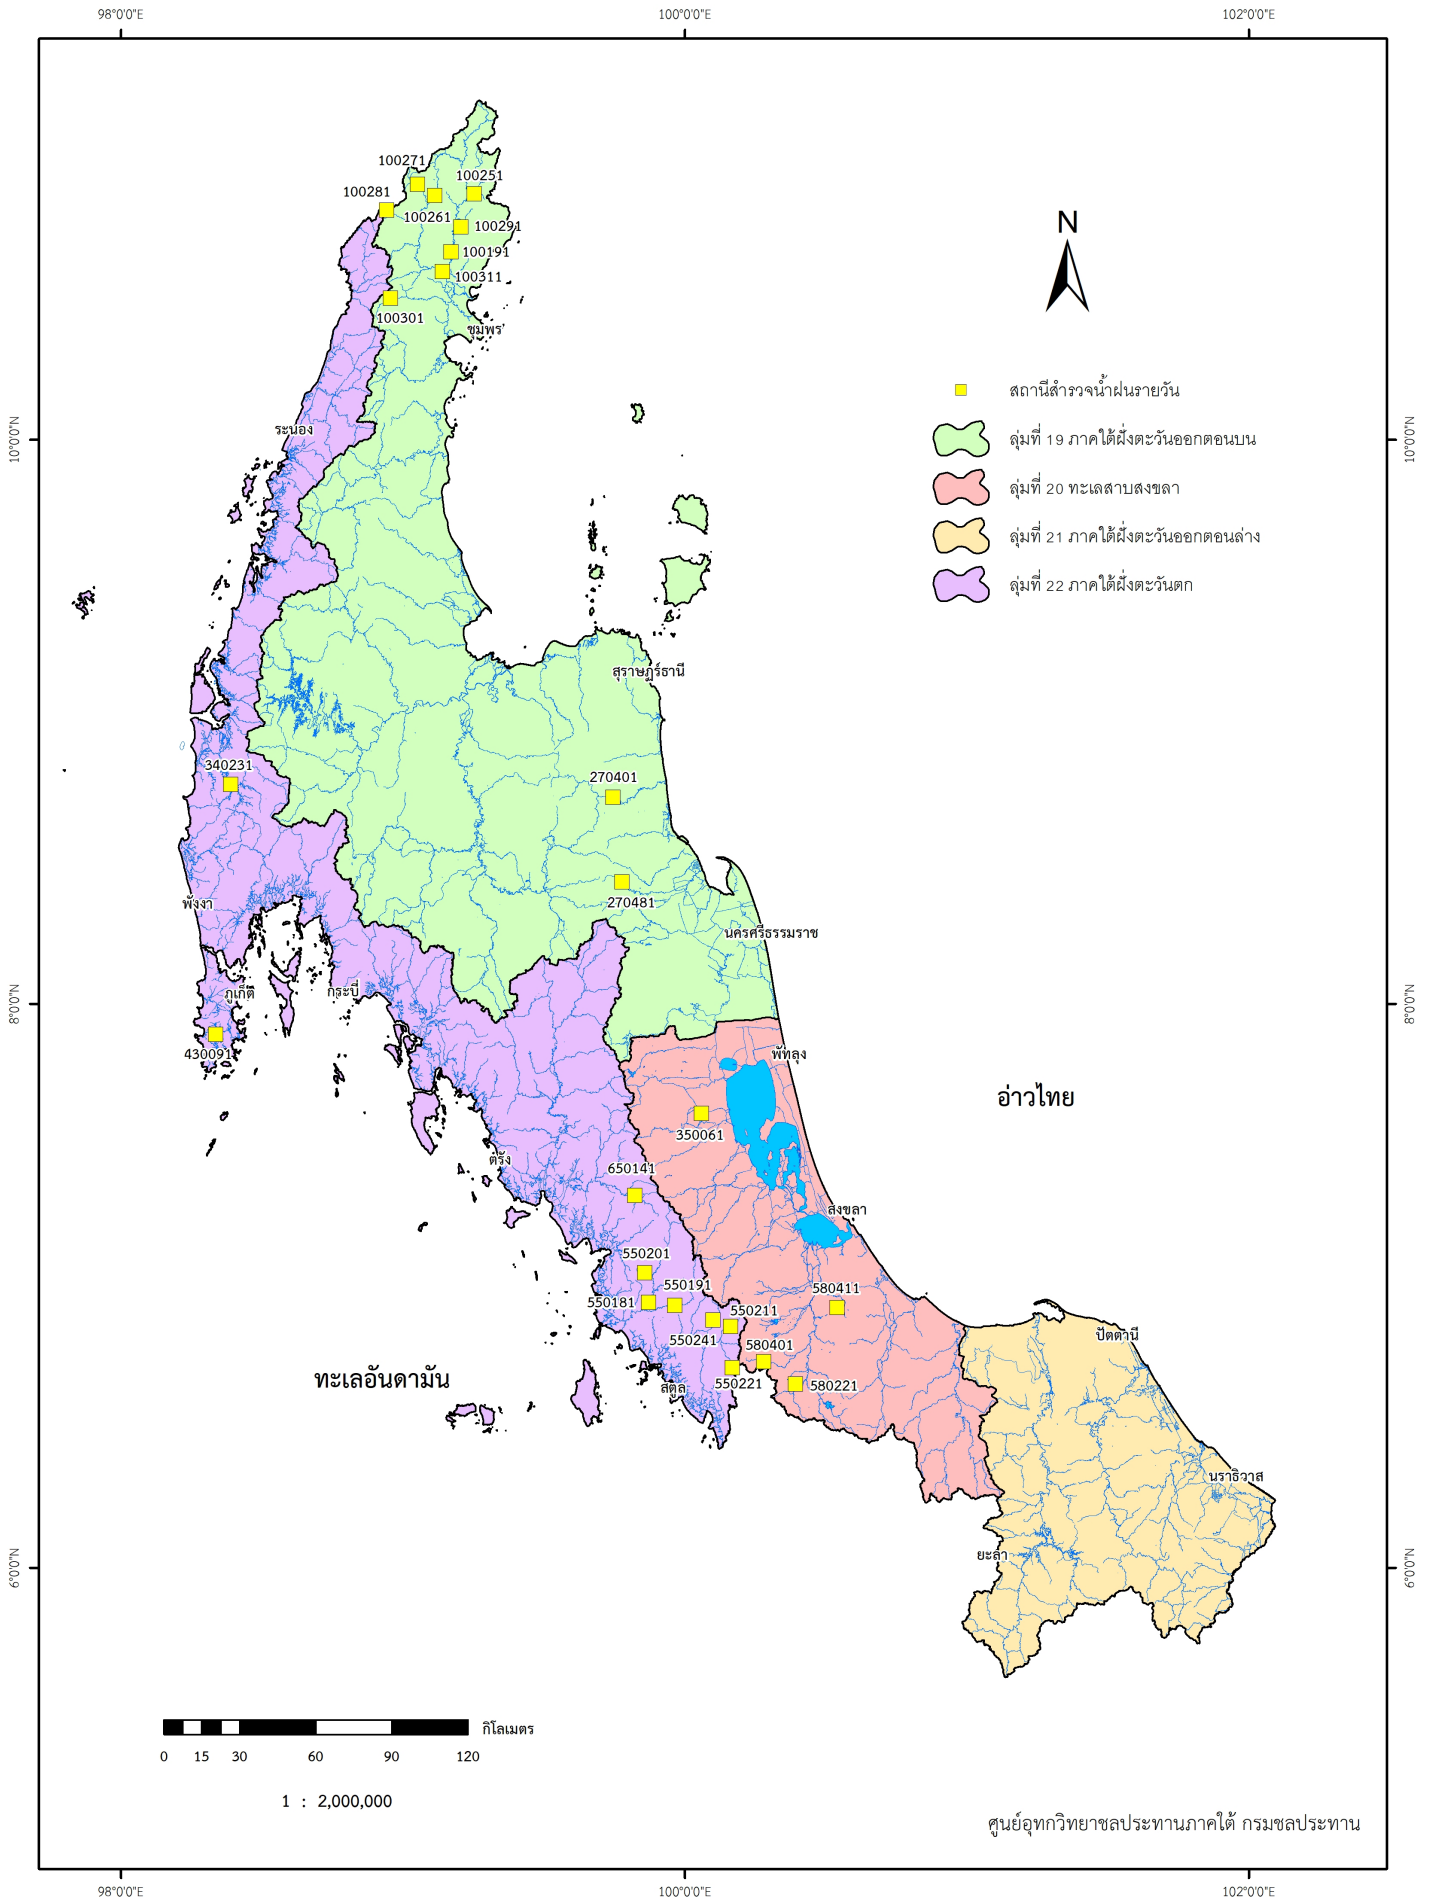 98°0'0"E 100°0'0"E 102°0'0"E
100271
100251
100281
100261
100291
100191
100311
100301
ชุมพร
N
สถานีสำรวจน้ำฝนรายวัน
ลุ่มที่ 19 ภาคใต้ฝั่งตะวันออกตอนบน
ลุ่มที่ 20 ทะเลสาบสงขลา
ลุ่มที่ 21 ภาคใต้ฝั่งตะวันออกตอนล่าง
ลุ่มที่ 22 ภาคใต้ฝั่งตะวันตก
ระนอง
10°0'0"N 10°0'0"N
สุราษฎร์ธานี
340231
270401
270481
พังงา
นครศรีธรรมราช
ภูเก็ต
กระบี่
8°0'0"N 8°0'0"N
430091
พัทลุง
อ่าวไทย
350061
ตรัง
650141
สงขลา
550201
550191
580411
550181
550211
550241
580401
ปัตตานี
ทะเลอันดามัน
สตูล
550221
580221
นราธิวาส
ยะลา
6°0'0"N 6°0'0"N
กิโลเมตร
0 15 30 60 90 120
1 : 2,000,000
ศูนย์อุทกวิทยาชลประทานภาคใต้ กรมชลประทาน
98°0'0"E 100°0'0"E 102°0'0"E